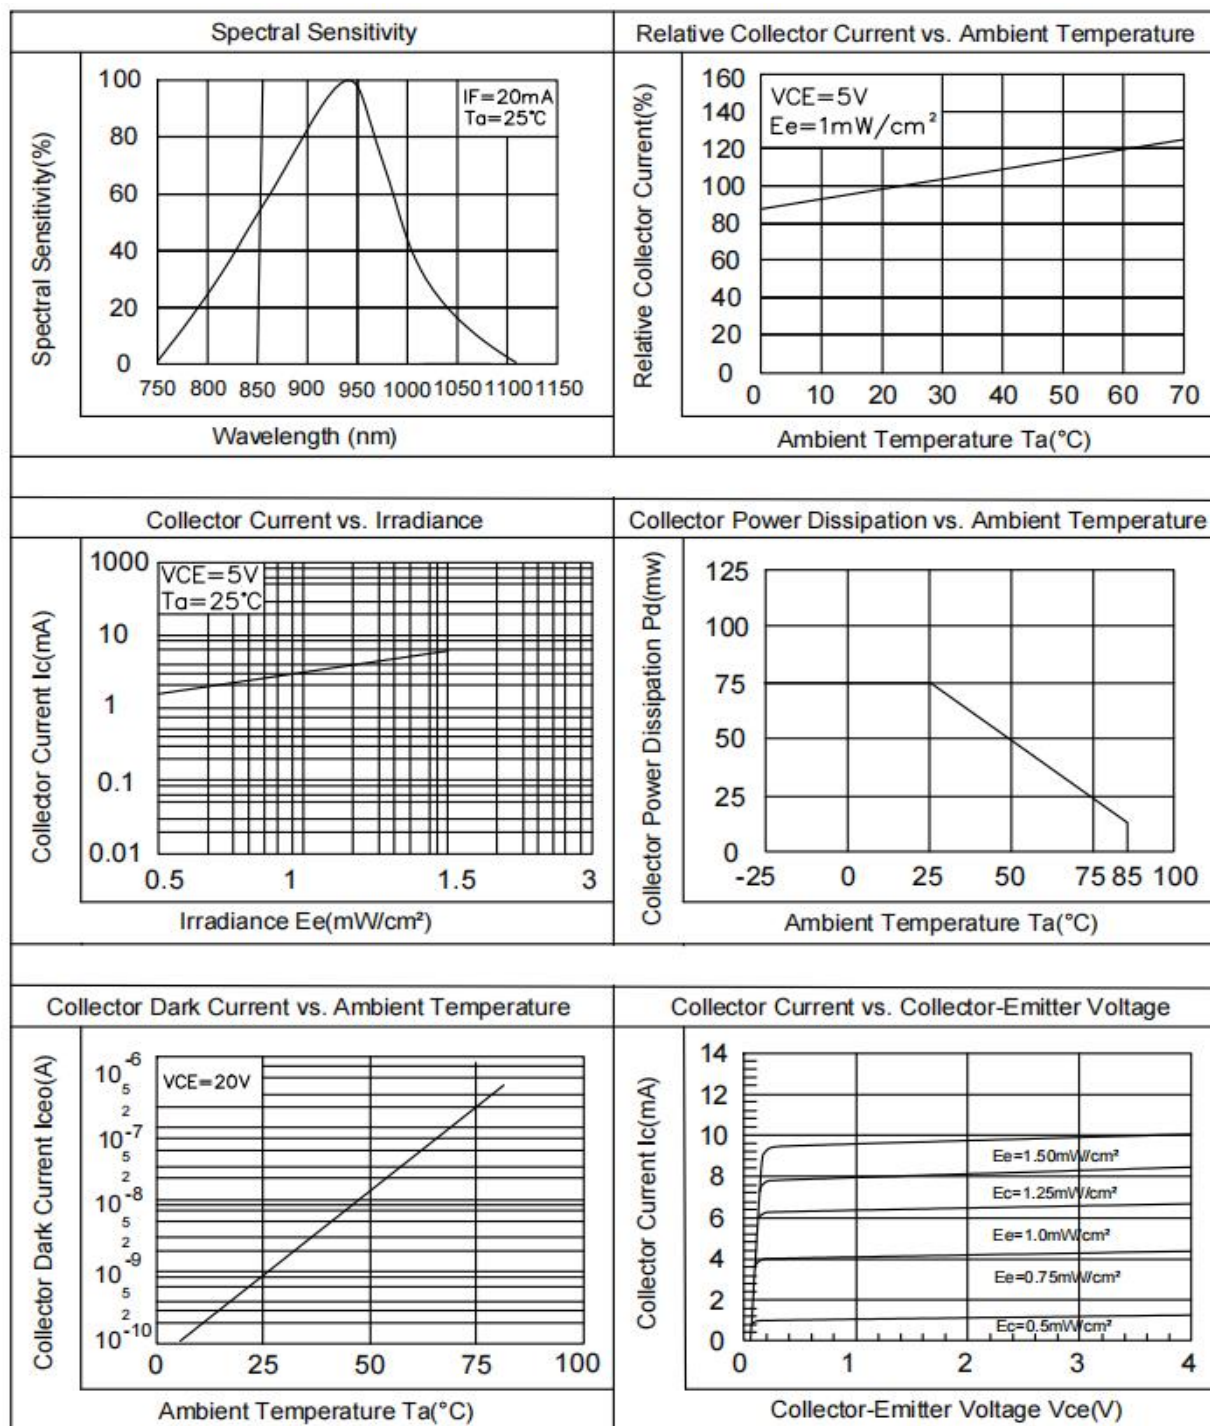 Spectral Sensitivity
Spectral Sensitivity(%)
100
80
60
40
20
0
IF=20mA
Ta=25°C
750 800 850 900 950 1000 1050 1100 1150
Wavelength (nm)
Relative Collector Current vs. Ambient Temperature
Relative Collector Current(%)
160
140
120
100
80
60
40
20
0
VCE=5V
Ee=1mW/cm²
0 10 20 30 40 50 60 70
Ambient Temperature Ta(°C)
Collector Current vs. Irradiance
Collector Current Ic(mA)
1000
10
1
0.1
0.01
VCE=5V
Ta=25°C
0.5 1 1.5 3
Irradiance Ee(mW/cm²)
Collector Power Dissipation vs. Ambient Temperature
Collector Power Dissipation Pd(mw)
125
100
75
50
25
0
-25 0 25 50 75 85 100
Ambient Temperature Ta(°C)
Collector Dark Current vs. Ambient Temperature
Collector Dark Current Iceo(A)
10⁻⁶
5
2
10⁻⁷
5
2
10⁻⁸
5
2
10⁻⁹
5
2
10⁻¹⁰
VCE=20V
0 25 50 75 100
Ambient Temperature Ta(°C)
Collector Current vs. Collector-Emitter Voltage
Collector Current Ic(mA)
14
12
10
8
6
4
2
0
Ee=1.50mW/cm²
Ec=1.25mW/cm²
Ee=1.0mW/cm²
Ee=0.75mW/cm²
Ec=0.5mW/cm²
0 1 2 3 4
Collector-Emitter Voltage Vce(V)